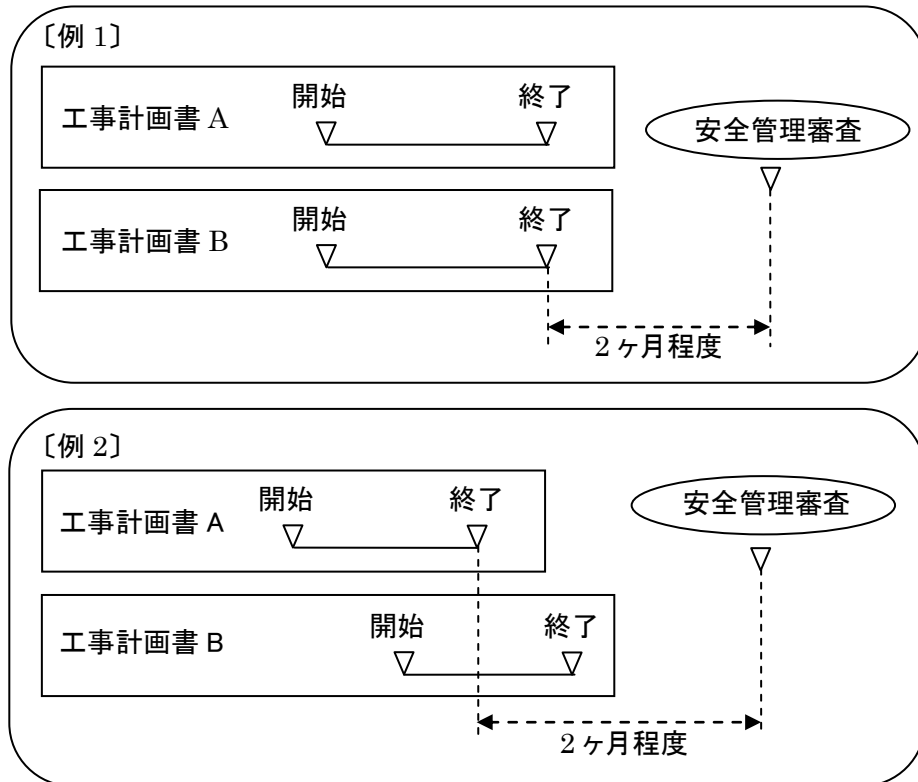 〔例 1〕
開始 終了
工事計画書 A
安全管理審査
開始 終了
工事計画書 B
2 ヶ月程度
〔例 2〕
開始 終了
安全管理審査
工事計画書 A
開始 終了
工事計画書 B
2 ヶ月程度